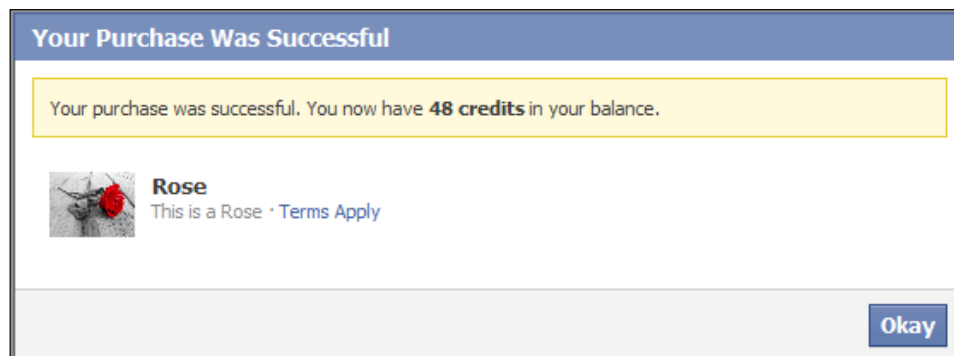 Your Purchase Was Successful
Your purchase was successful. You now have 48 credits in your balance.
Rose
This is a Rose · Terms Apply
Okay